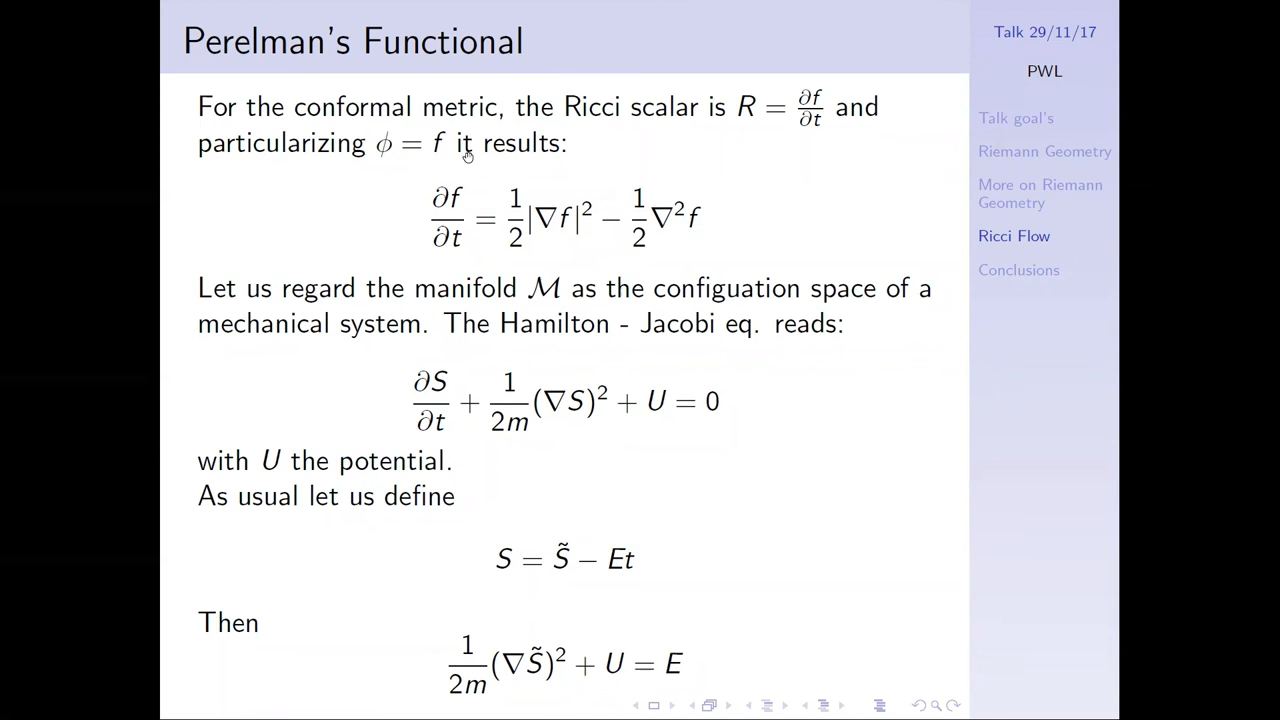 Perelman's Functional
For the conformal metric, the Ricci scalar is R = ∂f/∂t and
particularizing ϕ = f it results:
∂f/∂t = 1/2|∇f|² − 1/2∇²f
Let us regard the manifold ℳ as the configuation space of a
mechanical system. The Hamilton - Jacobi eq. reads:
∂S/∂t + 1/2m(∇S)² + U = 0
with U the potential.
As usual let us define
S = S̃ − Et
Then
1/2m(∇S̃)² + U = E
Talk 29/11/17
PWL
Talk goal's
Riemann Geometry
More on Riemann
Geometry
Ricci Flow
Conclusions